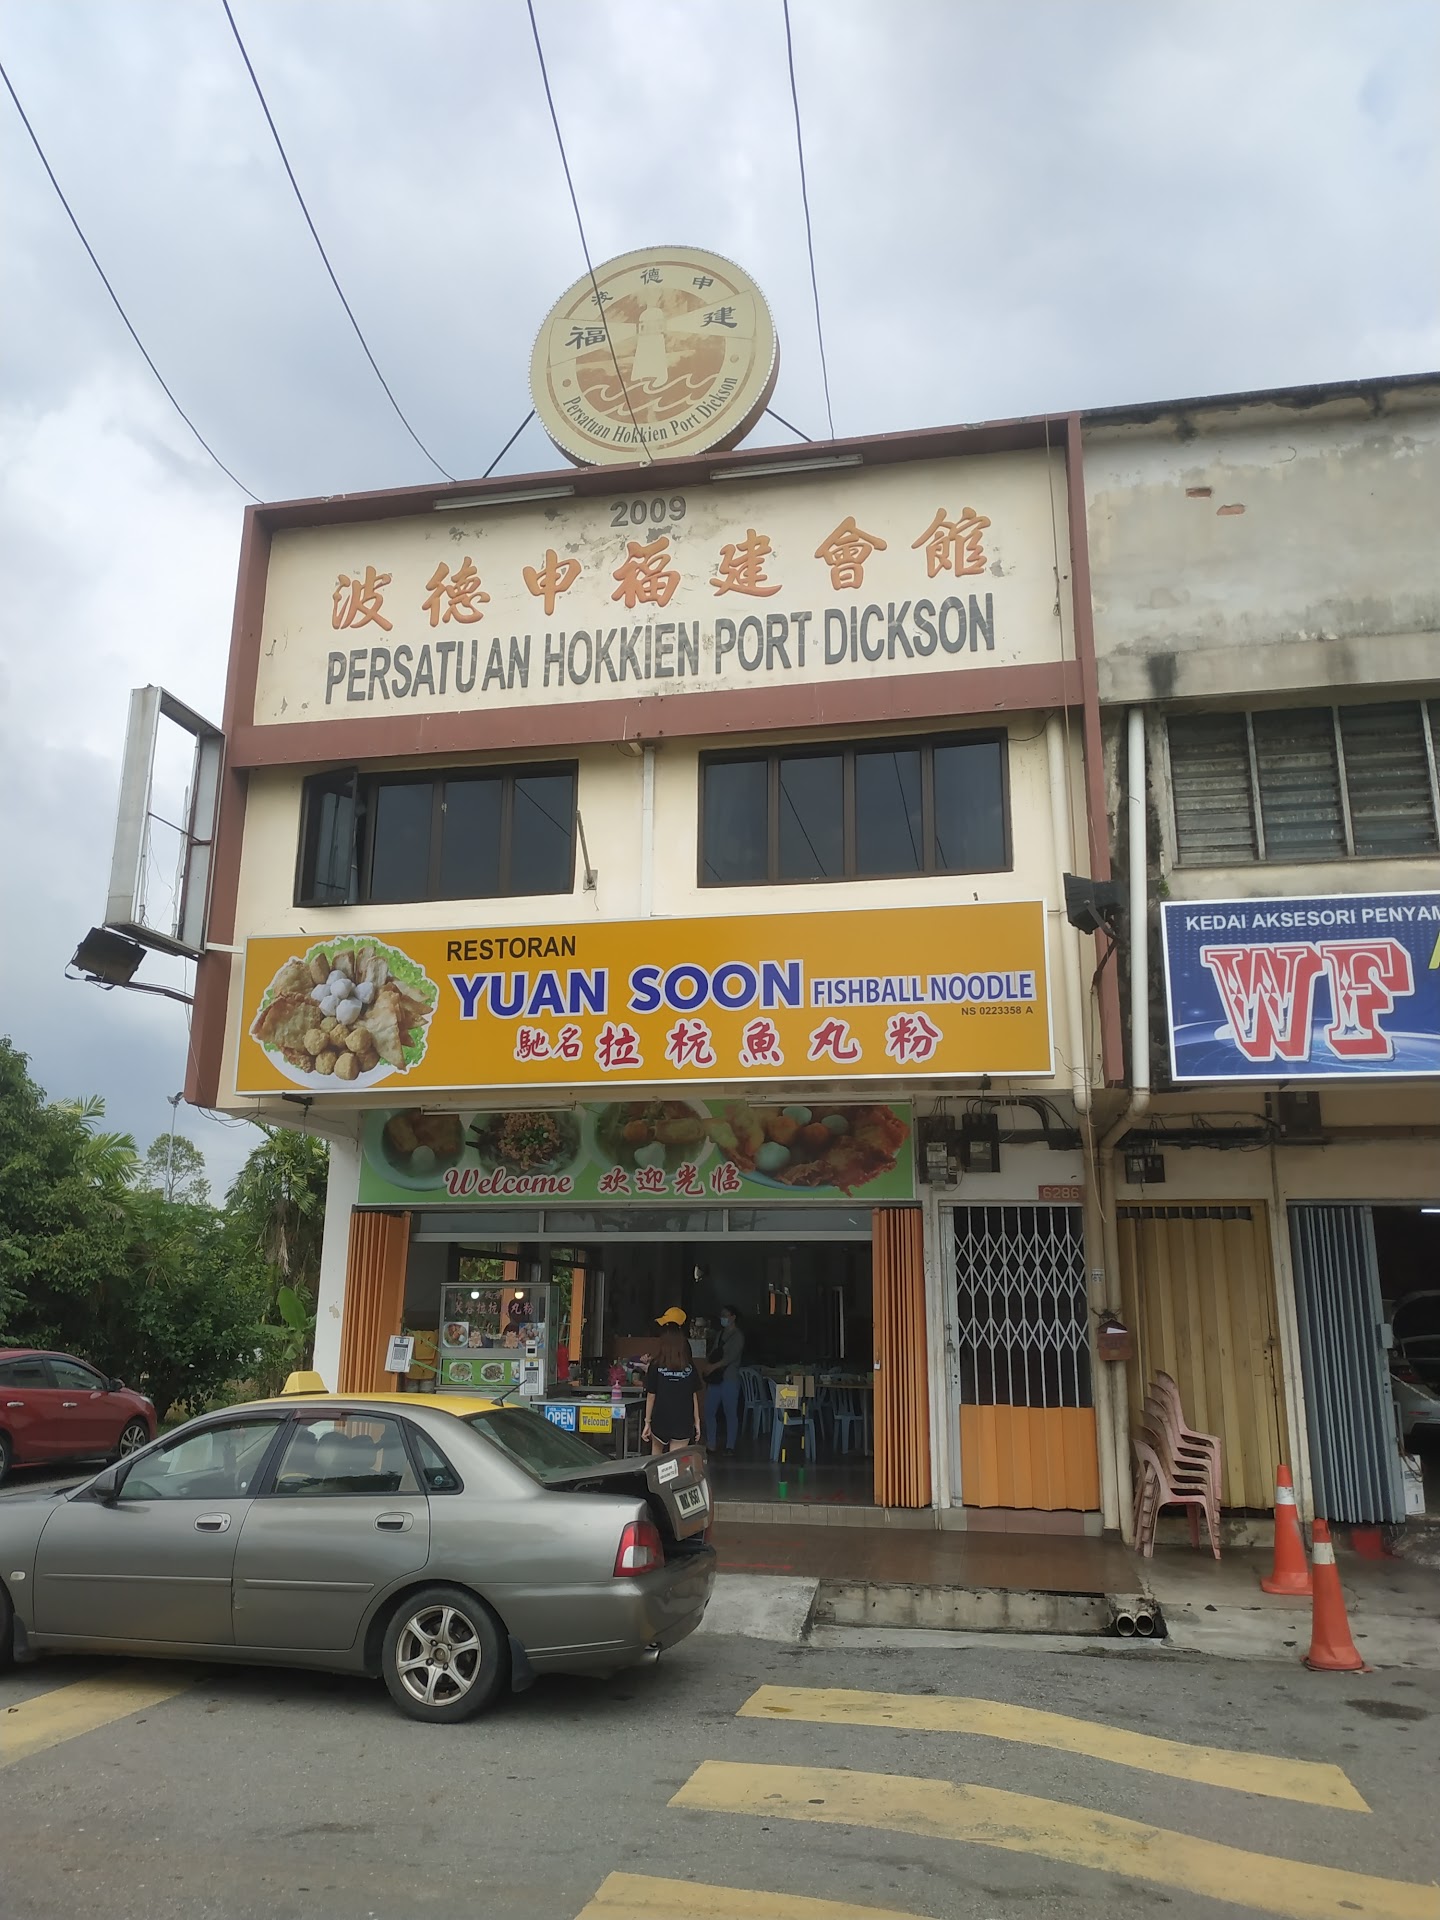 波德申
福 建
Persatuan Hokkien Port Dickson
2009
波德申福建會館
PERSATUAN HOKKIEN PORT DICKSON
RESTORAN
YUAN SOON FISHBALL NOODLE
NS 0223358 A
馳名拉杭魚丸粉
KEDAI AKSESORI PENYAM
WF
Welcome 欢迎光临
6286
OPEN
Welcome